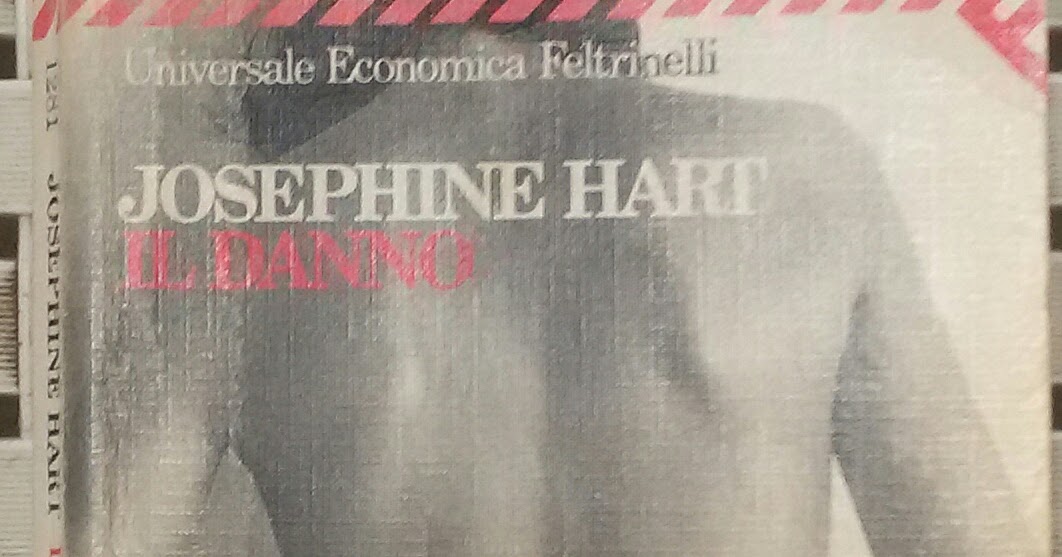 Universale Economica Feltrinelli
JOSEPHINE HART
IL DANNO
1281 JOSEPHINE HART